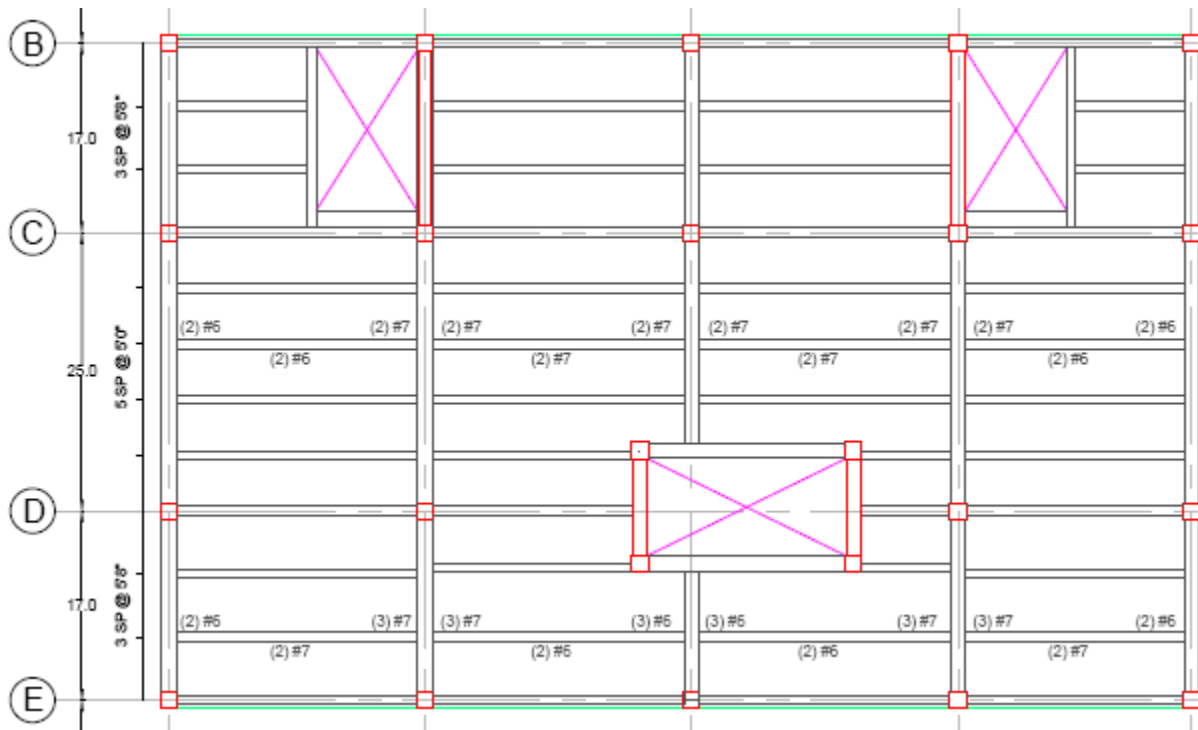 B
17.0
3 SP @ 5'8"
C
(2) #6 (2) #7 (2) #7 (2) #7 (2) #7 (2) #7 (2) #7 (2) #6
(2) #6 (2) #7 (2) #7 (2) #6
25.0
5 SP @ 5'0"
D
17.0
3 SP @ 5'8"
(2) #6 (3) #7 (3) #7 (3) #6 (3) #6 (3) #7 (3) #7 (2) #6
(2) #7 (2) #6 (2) #6 (2) #7
E